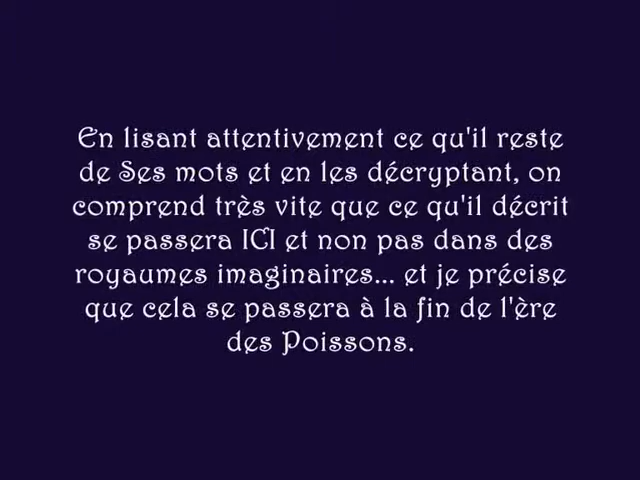 En lisant attentivement ce qu'il reste
de Ses mots et en les décryptant, on
comprend très vite que ce qu'il décrit
se passera ICI et non pas dans des
royaumes imaginaires... et je précise
que cela se passera à la fin de l'ère
des Poissons.